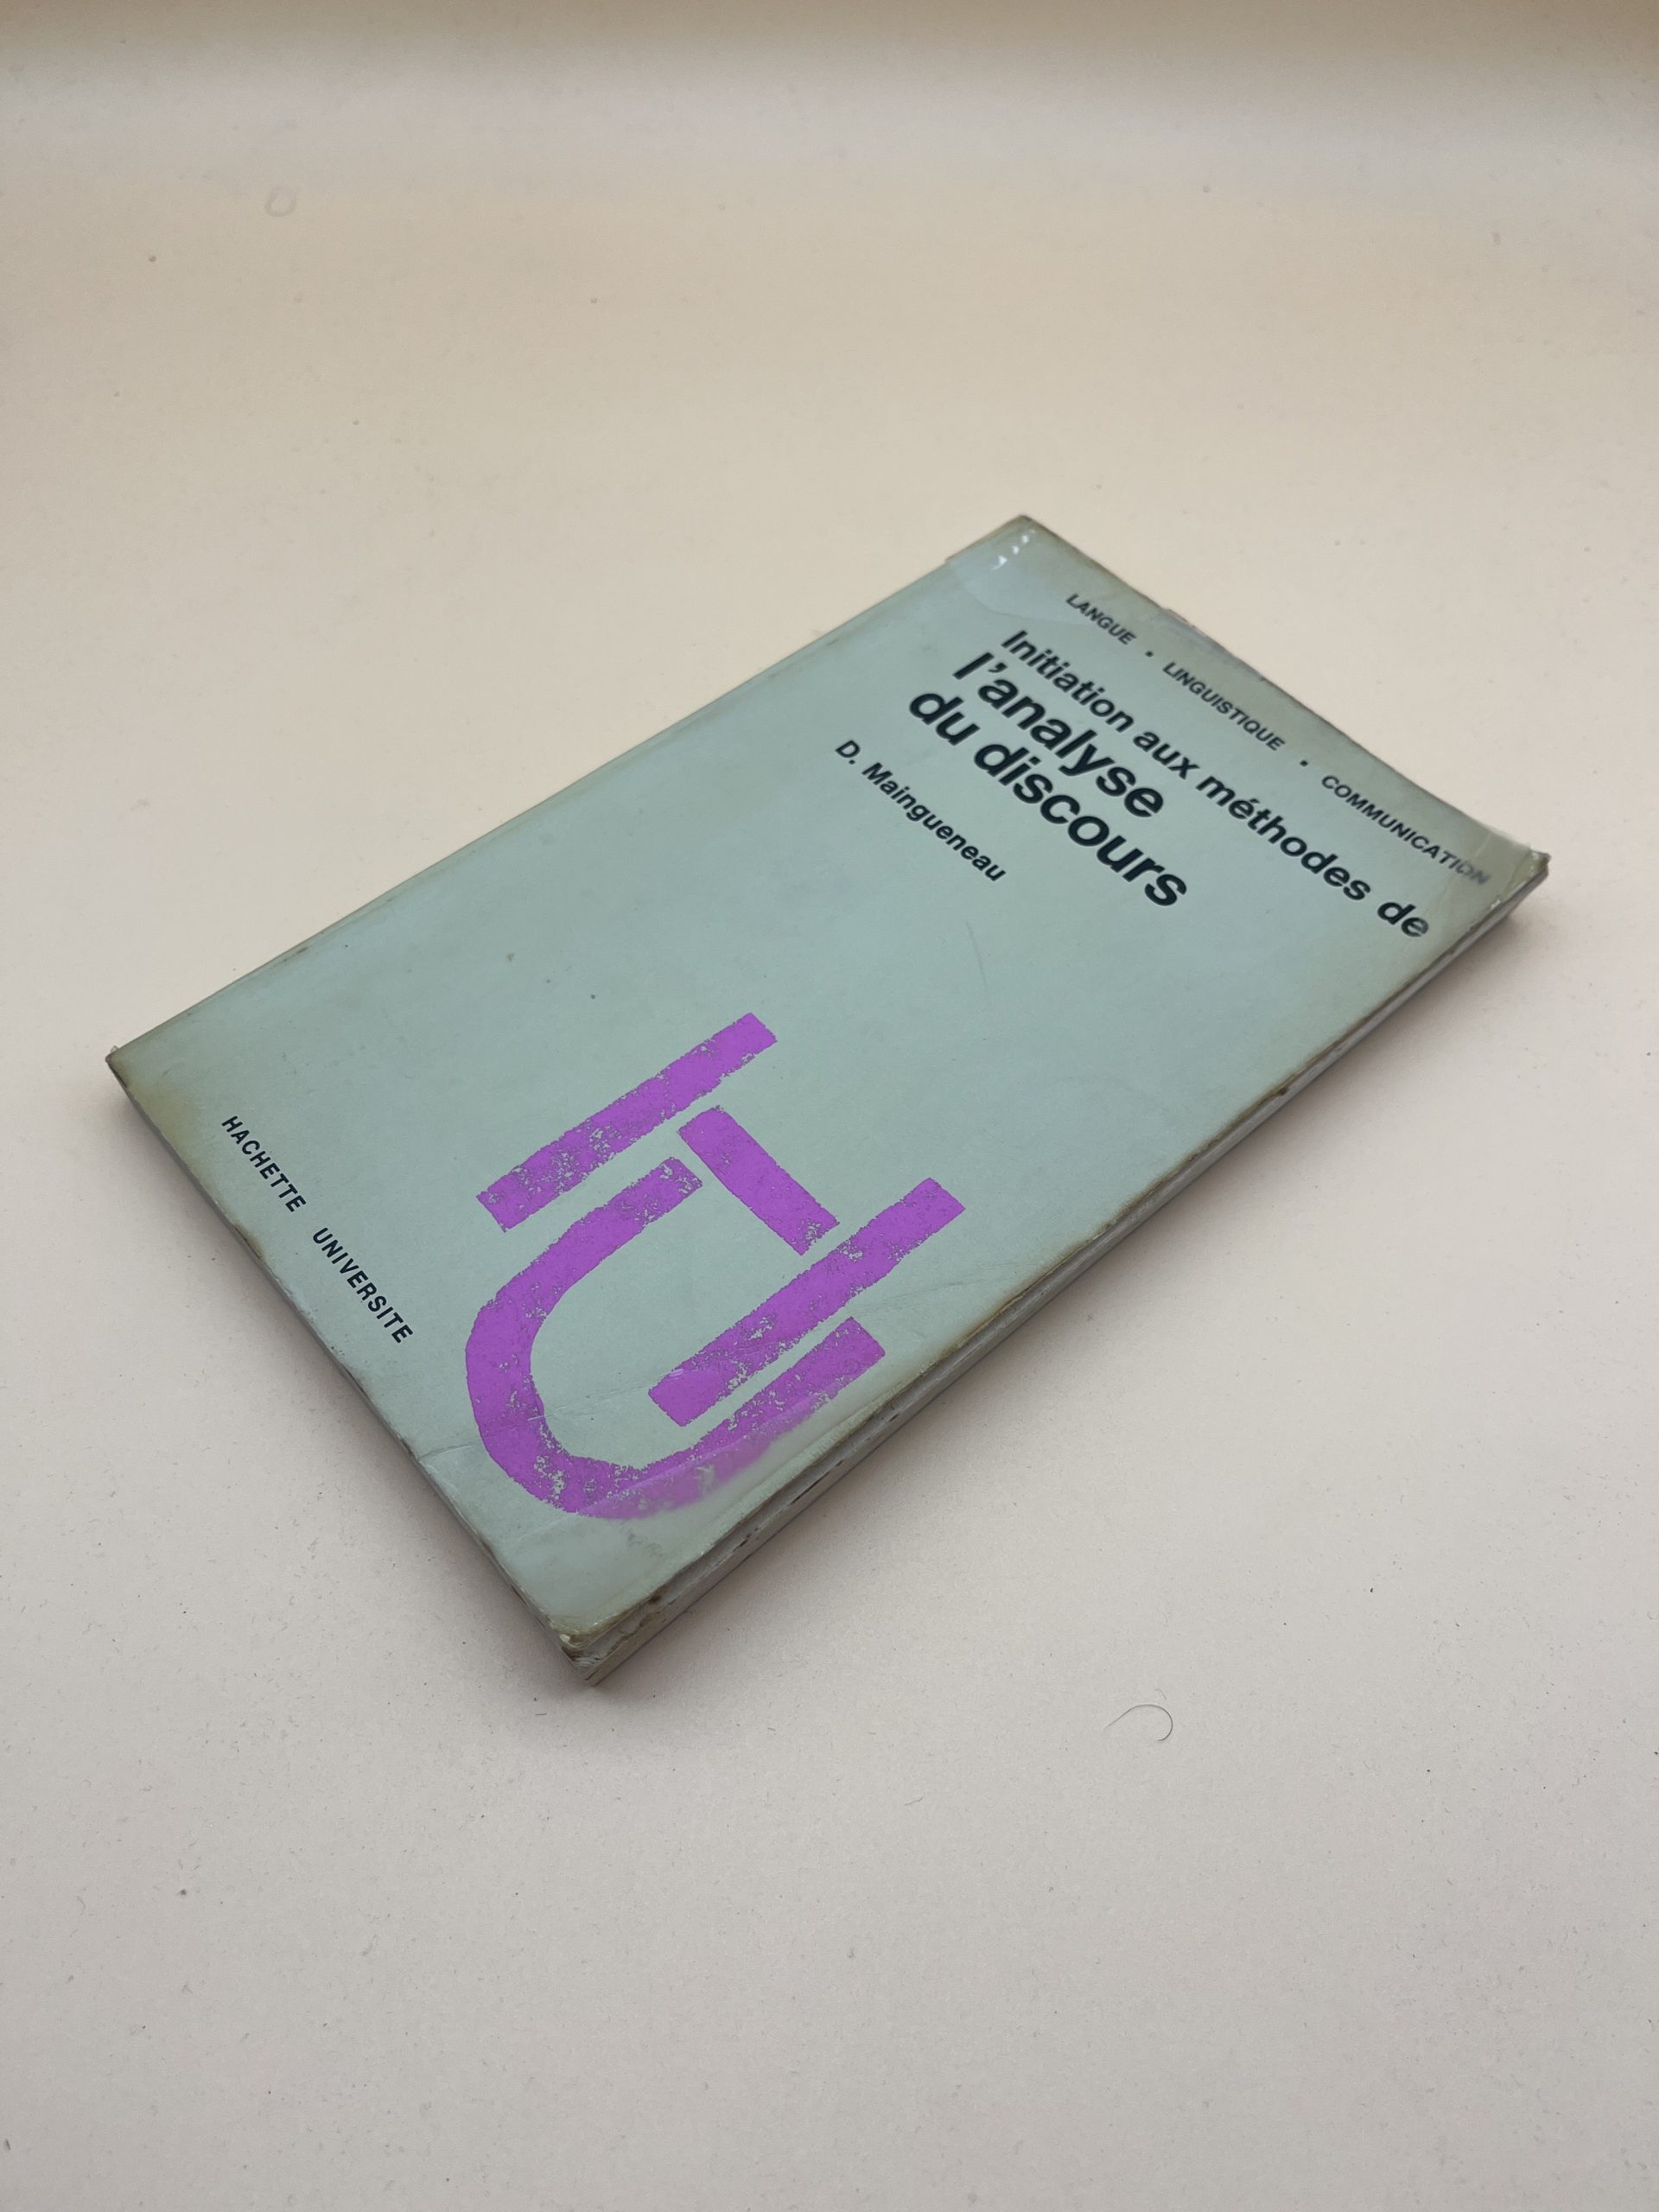 LANGUE • LINGUISTIQUE • COMMUNICATION
Initiation aux méthodes de
l'analyse
du discours
D. Maingueneau
HACHETTE UNIVERSITE